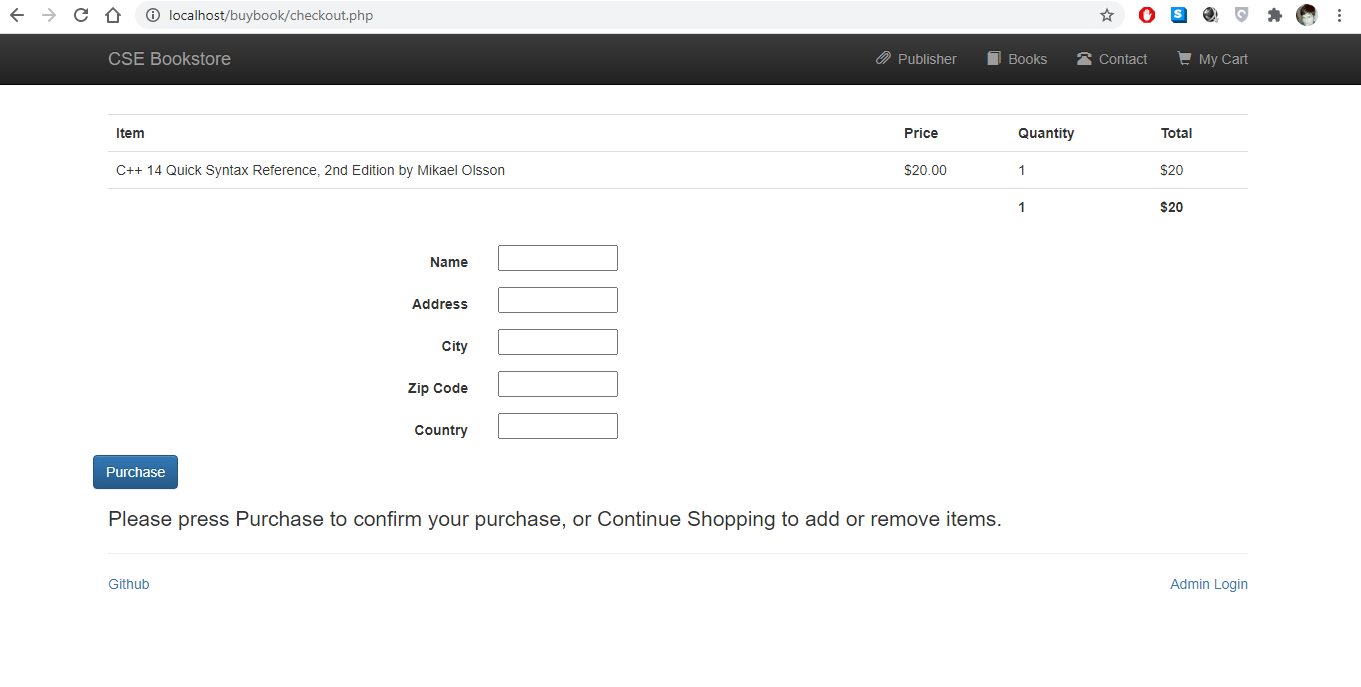 localhost/buybook/checkout.php
CSE Bookstore Publisher Books Contact My Cart
Item Price Quantity Total
C++ 14 Quick Syntax Reference, 2nd Edition by Mikael Olsson $20.00 1 $20
1 $20
Name
Address
City
Zip Code
Country
Purchase
Please press Purchase to confirm your purchase, or Continue Shopping to add or remove items.
Github Admin Login